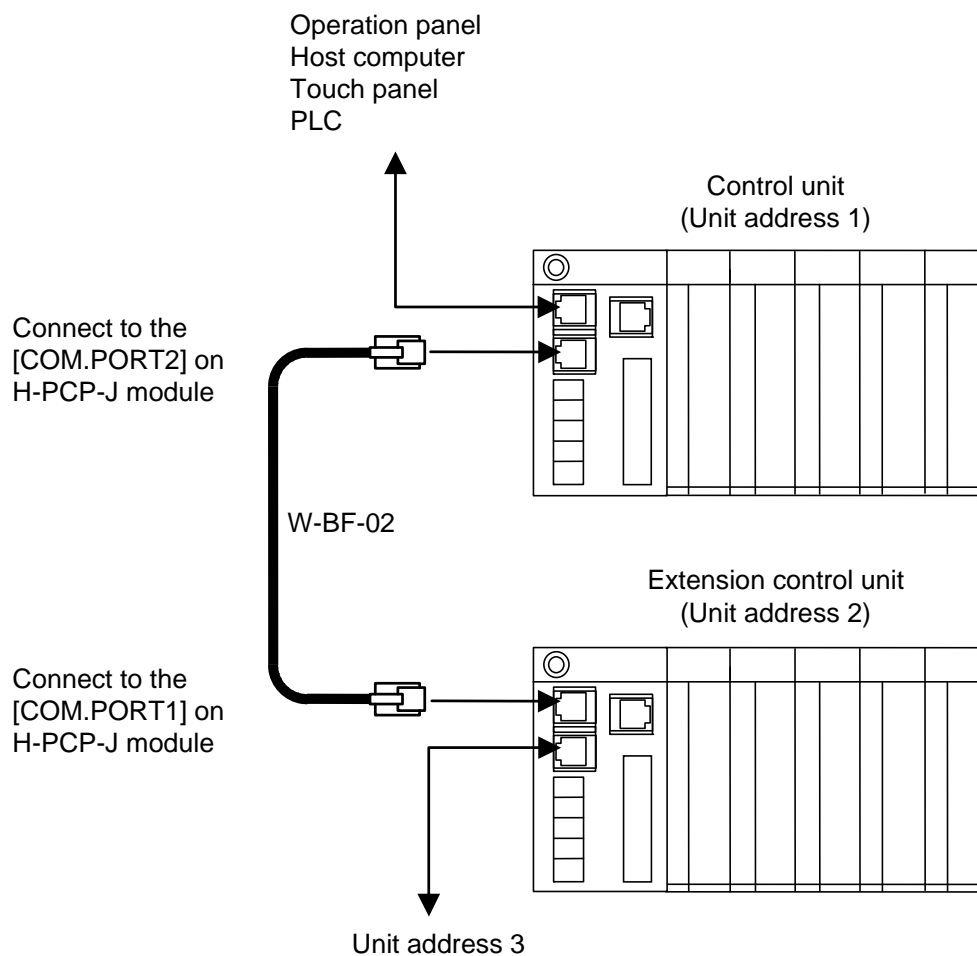 Operation panel
Host computer
Touch panel
PLC
Control unit
(Unit address 1)
Connect to the
[COM.PORT2] on
H-PCP-J module
W-BF-02
Extension control unit
(Unit address 2)
Connect to the
[COM.PORT1] on
H-PCP-J module
Unit address 3